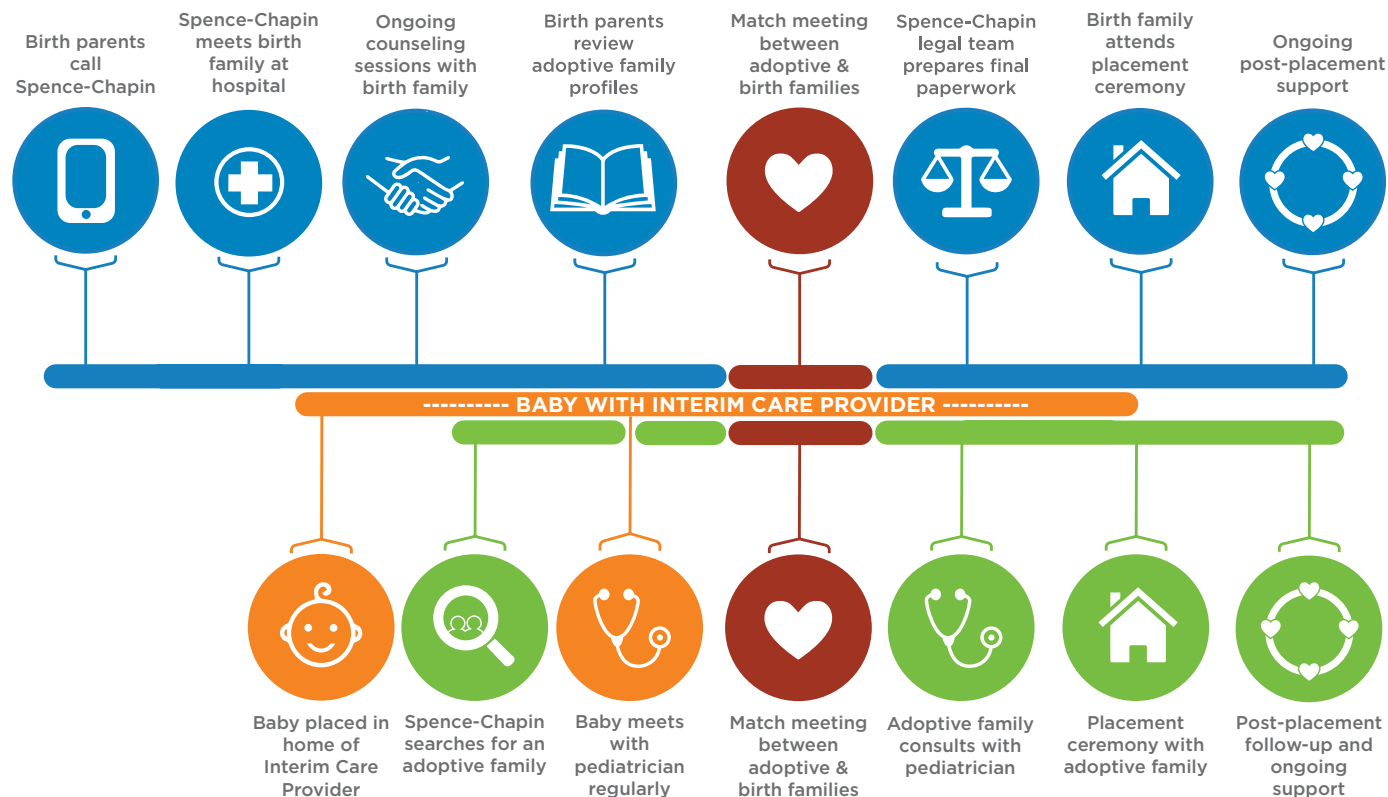 Birth parents
call
Spence-Chapin
Spence-Chapin
meets birth
family at
hospital
Ongoing
counseling
sessions with
birth family
Birth parents
review
adoptive family
profiles
Match meeting
between
adoptive &
birth families
Spence-Chapin
legal team
prepares final
paperwork
Birth family
attends
placement
ceremony
Ongoing
post-placement
support
---------- BABY WITH INTERIM CARE PROVIDER ----------
Baby placed in
home of
Interim Care
Provider
Spence-Chapin
searches for an
adoptive family
Baby meets
with
pediatrician
regularly
Match meeting
between
adoptive &
birth families
Adoptive family
consults with
pediatrician
Placement
ceremony with
adoptive family
Post-placement
follow-up and
ongoing
support